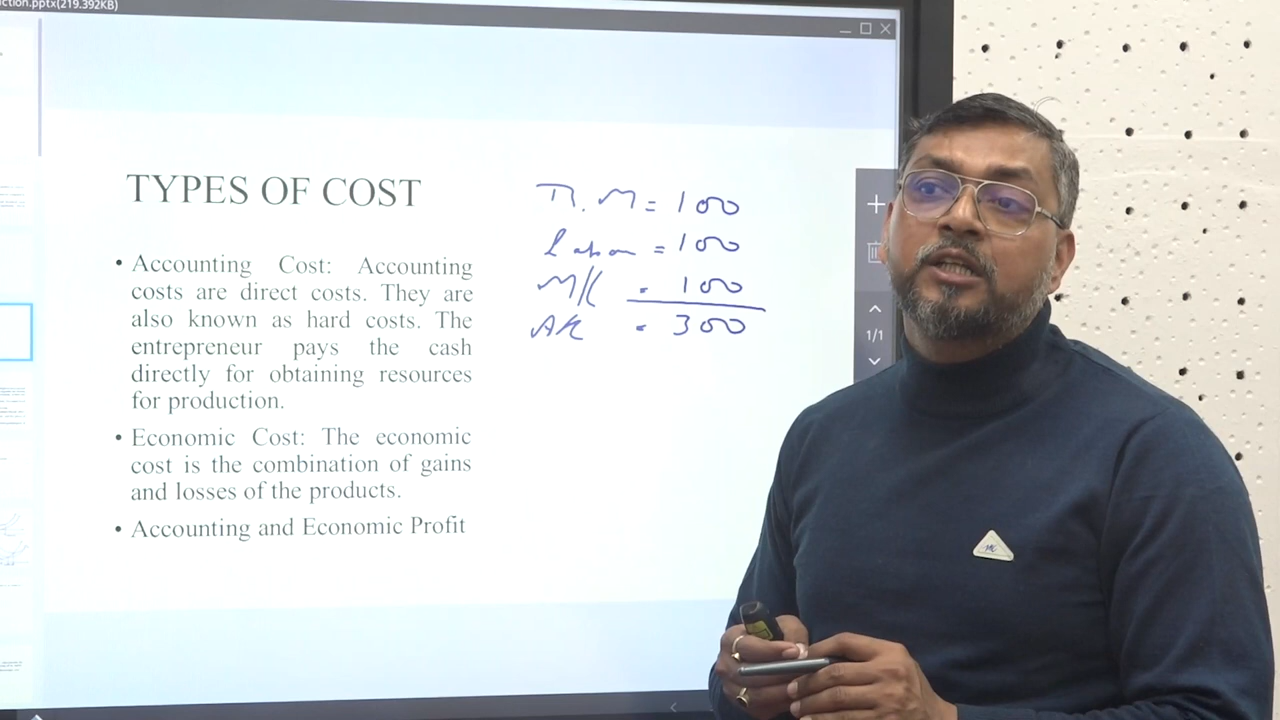 ction.pptx(219.392KB)
TYPES OF COST
• Accounting Cost: Accounting
costs are direct costs. They are
also known as hard costs. The
entrepreneur pays the cash
directly for obtaining resources
for production.
• Economic Cost: The economic
cost is the combination of gains
and losses of the products.
• Accounting and Economic Profit
M = 100
Labour = 100
M/C = 100
= 300
1/1